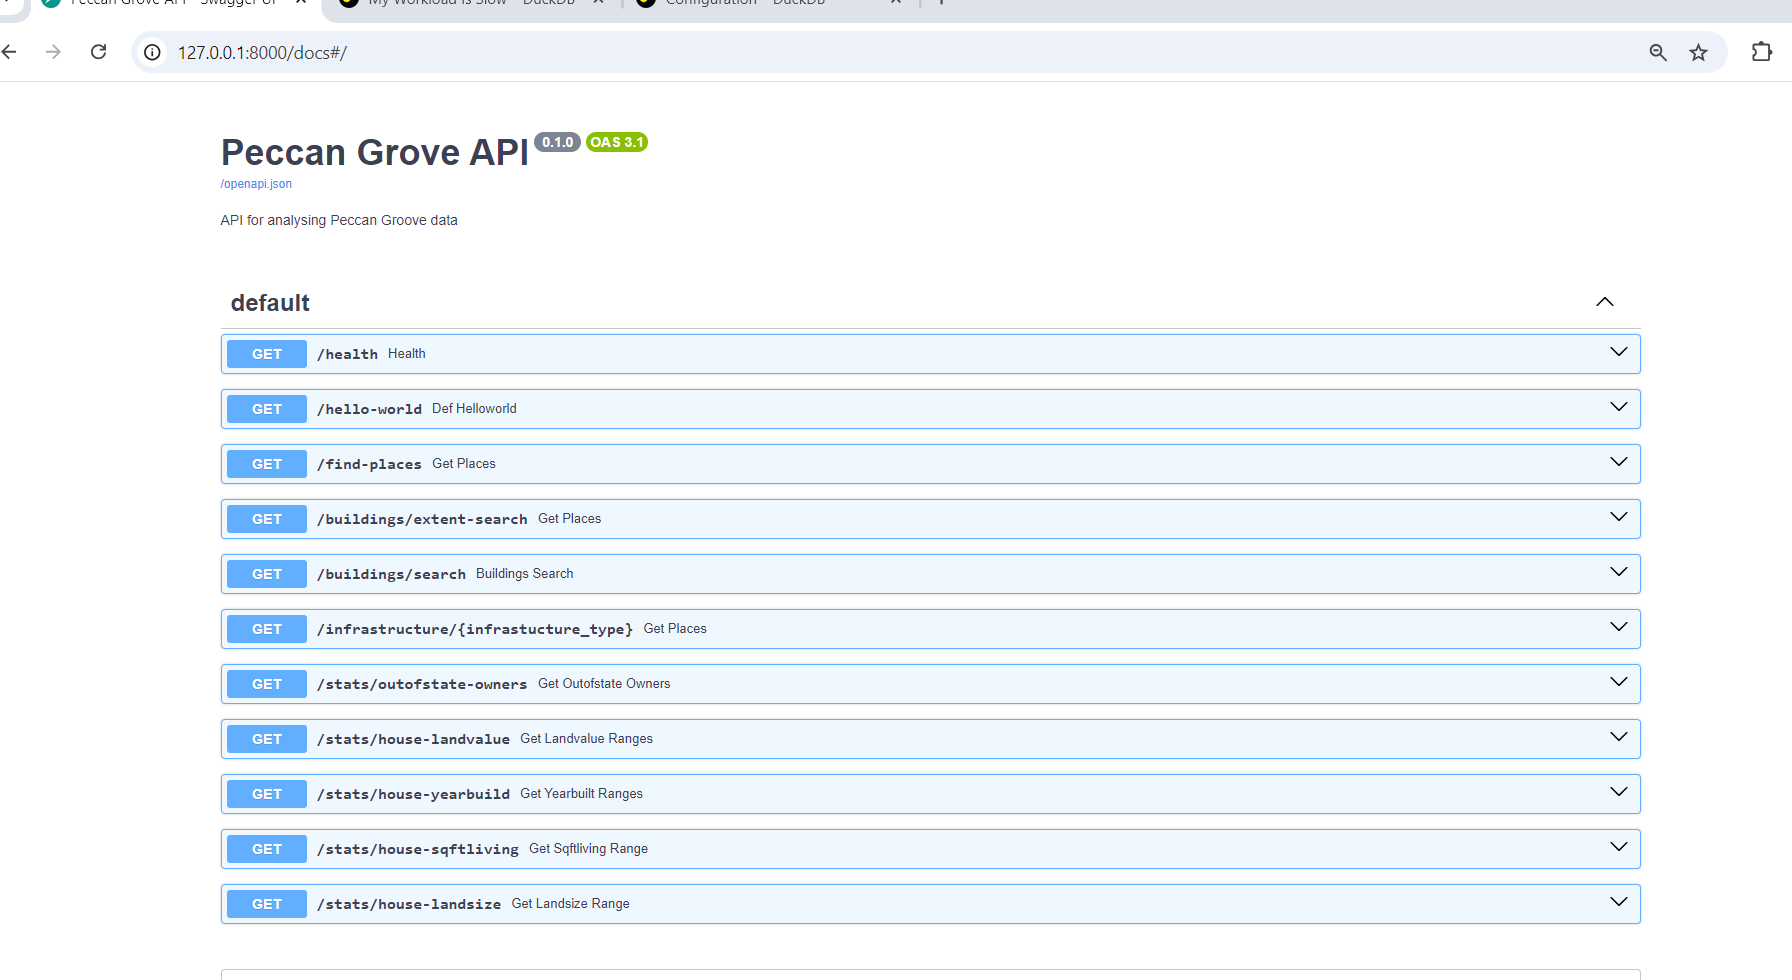 Peccan Grove API - Swagger UI
My Workload Is Slow – DuckDB
Configuration – DuckDB
127.0.0.1:8000/docs#/
Peccan Grove API 0.1.0 OAS 3.1
/openapi.json
API for analysing Peccan Groove data
default
GET /health Health
GET /hello-world Def Helloworld
GET /find-places Get Places
GET /buildings/extent-search Get Places
GET /buildings/search Buildings Search
GET /infrastructure/{infrastucture_type} Get Places
GET /stats/outofstate-owners Get Outofstate Owners
GET /stats/house-landvalue Get Landvalue Ranges
GET /stats/house-yearbuild Get Yearbuilt Ranges
GET /stats/house-sqftliving Get Sqftliving Range
GET /stats/house-landsize Get Landsize Range